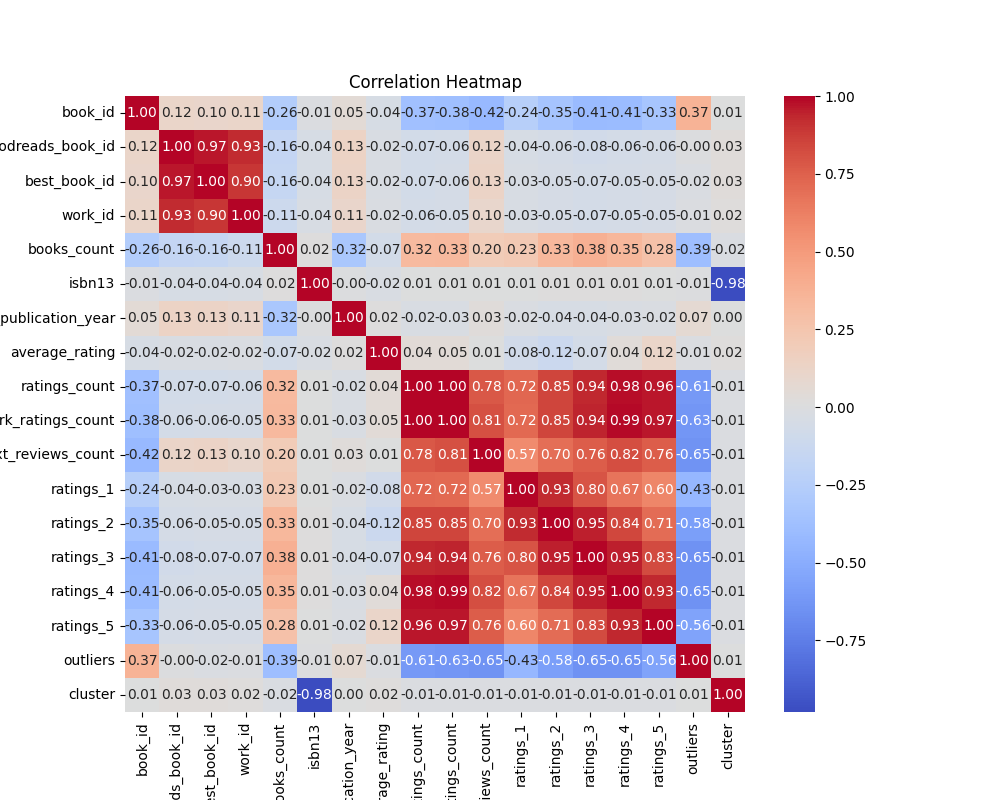 Correlation Heatmap
book_id 1.00 0.12 0.10 0.11 -0.26 -0.01 0.05 -0.04 -0.37 -0.38 -0.42 -0.24 -0.35 -0.41 -0.41 -0.33 0.37 0.01
odreads_book_id 0.12 1.00 0.97 0.93 -0.16 -0.04 0.13 -0.02 -0.07 -0.06 0.12 -0.04 -0.06 -0.08 -0.06 -0.06 -0.00 0.03
best_book_id 0.10 0.97 1.00 0.90 -0.16 -0.04 0.13 -0.02 -0.07 -0.06 0.13 -0.03 -0.05 -0.07 -0.05 -0.05 -0.02 0.03
work_id 0.11 0.93 0.90 1.00 -0.11 -0.04 0.11 -0.02 -0.06 -0.05 0.10 -0.03 -0.05 -0.07 -0.05 -0.05 -0.01 0.02
books_count -0.26 -0.16 -0.16 -0.11 1.00 0.02 -0.32 -0.07 0.32 0.33 0.20 0.23 0.33 0.38 0.35 0.28 -0.39 -0.02
isbn13 -0.01 -0.04 -0.04 -0.04 0.02 1.00 -0.00 -0.02 0.01 0.01 0.01 0.01 0.01 0.01 0.01 0.01 -0.01 -0.98
publication_year 0.05 0.13 0.13 0.11 -0.32 -0.00 1.00 0.02 -0.02 -0.03 0.03 -0.02 -0.04 -0.04 -0.03 -0.02 0.07 0.00
average_rating -0.04 -0.02 -0.02 -0.02 -0.07 -0.02 0.02 1.00 0.04 0.05 0.01 -0.08 -0.12 -0.07 0.04 0.12 -0.01 0.02
ratings_count -0.37 -0.07 -0.07 -0.06 0.32 0.01 -0.02 0.04 1.00 1.00 0.78 0.72 0.85 0.94 0.98 0.96 -0.61 -0.01
rk_ratings_count -0.38 -0.06 -0.06 -0.05 0.33 0.01 -0.03 0.05 1.00 1.00 0.81 0.72 0.85 0.94 0.99 0.97 -0.63 -0.01
xt_reviews_count -0.42 0.12 0.13 0.10 0.20 0.01 0.03 0.01 0.78 0.81 1.00 0.57 0.70 0.76 0.82 0.76 -0.65 -0.01
ratings_1 -0.24 -0.04 -0.03 -0.03 0.23 0.01 -0.02 -0.08 0.72 0.72 0.57 1.00 0.93 0.80 0.67 0.60 -0.43 -0.01
ratings_2 -0.35 -0.06 -0.05 -0.05 0.33 0.01 -0.04 -0.12 0.85 0.85 0.70 0.93 1.00 0.95 0.84 0.71 -0.58 -0.01
ratings_3 -0.41 -0.08 -0.07 -0.07 0.38 0.01 -0.04 -0.07 0.94 0.94 0.76 0.80 0.95 1.00 0.95 0.83 -0.65 -0.01
ratings_4 -0.41 -0.06 -0.05 -0.05 0.35 0.01 -0.03 0.04 0.98 0.99 0.82 0.67 0.84 0.95 1.00 0.93 -0.65 -0.01
ratings_5 -0.33 -0.06 -0.05 -0.05 0.28 0.01 -0.02 0.12 0.96 0.97 0.76 0.60 0.71 0.83 0.93 1.00 -0.56 -0.01
outliers 0.37 -0.00 -0.02 -0.01 -0.39 -0.01 0.07 -0.01 -0.61 -0.63 -0.65 -0.43 -0.58 -0.65 -0.65 -0.56 1.00 0.01
cluster 0.01 0.03 0.03 0.02 -0.02 -0.98 0.00 0.02 -0.01 -0.01 -0.01 -0.01 -0.01 -0.01 -0.01 -0.01 0.01 1.00
book_id
ds_book_id
est_book_id
work_id
ooks_count
isbn13
cation_year
rage_rating
tings_count
tings_count
iews_count
ratings_1
ratings_2
ratings_3
ratings_4
ratings_5
outliers
cluster
1.00
0.75
0.50
0.25
0.00
−0.25
−0.50
−0.75